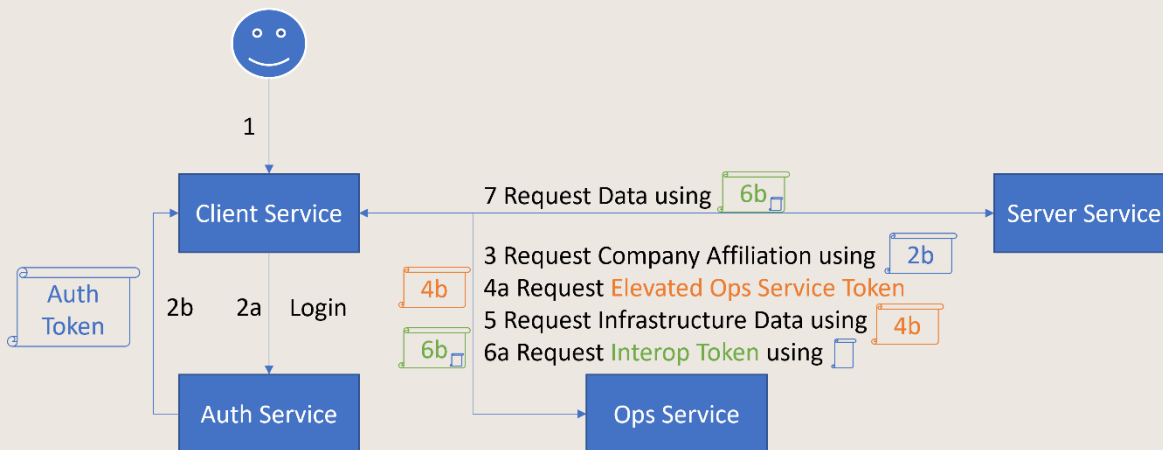 1
Client Service
7 Request Data using 6b
Server Service
3 Request Company Affiliation using 2b
4b
4a Request Elevated Ops Service Token
Auth
Token
2b
2a
Login
5 Request Infrastructure Data using 4b
6b
6a Request Interop Token using
Auth Service
Ops Service